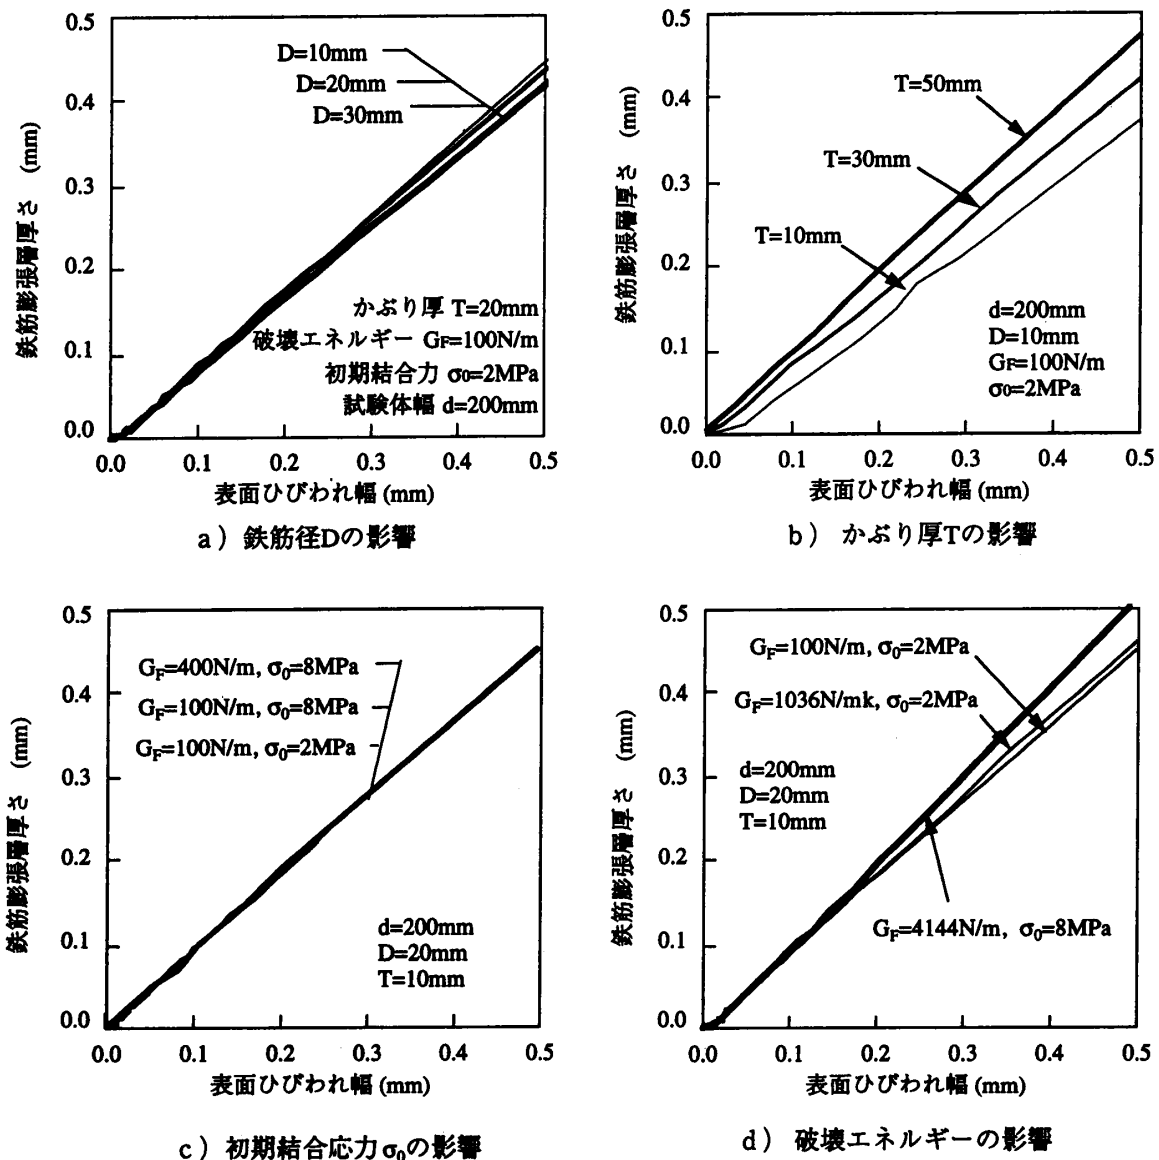 0.5
0.4
0.3
0.2
0.1
0.0
鉄筋膨張層厚さ (mm)
D=10mm
D=20mm
D=30mm
かぶり厚 T=20mm
破壊エネルギー GF=100N/m
初期結合力 σ0=2MPa
試験体幅 d=200mm
0.0 0.1 0.2 0.3 0.4 0.5
表面ひびわれ幅 (mm)
a) 鉄筋径Dの影響
0.5
0.4
0.3
0.2
0.1
0.0
鉄筋膨張層厚さ (mm)
T=50mm
T=30mm
T=10mm
d=200mm
D=10mm
GF=100N/m
σ0=2MPa
0.0 0.1 0.2 0.3 0.4 0.5
表面ひびわれ幅 (mm)
b) かぶり厚Tの影響
0.5
0.4
0.3
0.2
0.1
0.0
鉄筋膨張層厚さ (mm)
GF=400N/m, σ0=8MPa
GF=100N/m, σ0=8MPa
GF=100N/m, σ0=2MPa
d=200mm
D=20mm
T=10mm
0.0 0.1 0.2 0.3 0.4 0.5
表面ひびわれ幅 (mm)
c) 初期結合応力σ0の影響
0.5
0.4
0.3
0.2
0.1
0.0
鉄筋膨張層厚さ (mm)
GF=100N/m, σ0=2MPa
GF=1036N/mk, σ0=2MPa
d=200mm
D=20mm
T=10mm
GF=4144N/m, σ0=8MPa
0.0 0.1 0.2 0.3 0.4 0.5
表面ひびわれ幅 (mm)
d) 破壊エネルギーの影響